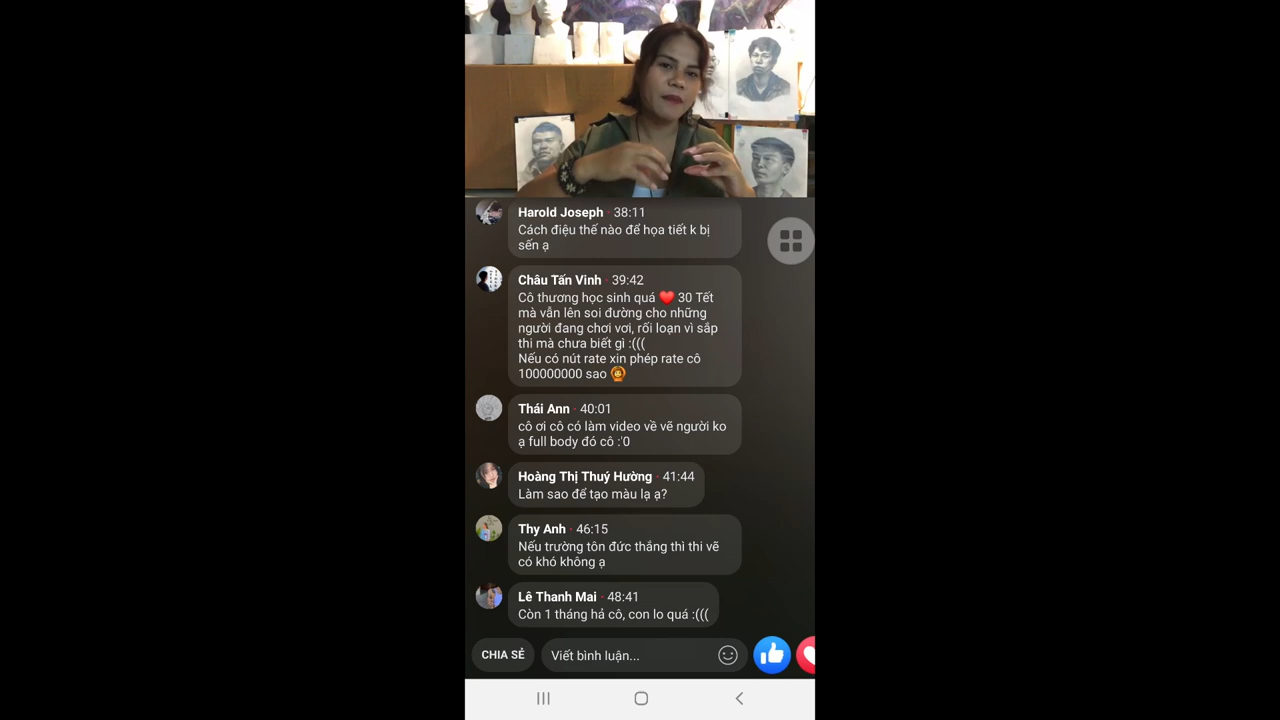 Harold Joseph · 38:11
Cách điệu thế nào để họa tiết k bị
sến ạ
Châu Tấn Vinh · 39:42
Cô thương học sinh quá ❤️ 30 Tết
mà vẫn lên soi đường cho những
người đang chơi vơi, rối loạn vì sắp
thi mà chưa biết gì :(((
Nếu có nút rate xin phép rate cô
100000000 sao 🙆
Thái Ann · 40:01
cô ơi cô có làm video về vẽ người ko
ạ full body đó cô :'0
Hoàng Thị Thuý Hường · 41:44
Làm sao để tạo màu lạ ạ?
Thy Anh · 46:15
Nếu trường tôn đức thắng thì thi vẽ
có khó không ạ
Lê Thanh Mai · 48:41
Còn 1 tháng hả cô, con lo quá :(((
CHIA SẺ
Viết bình luận...